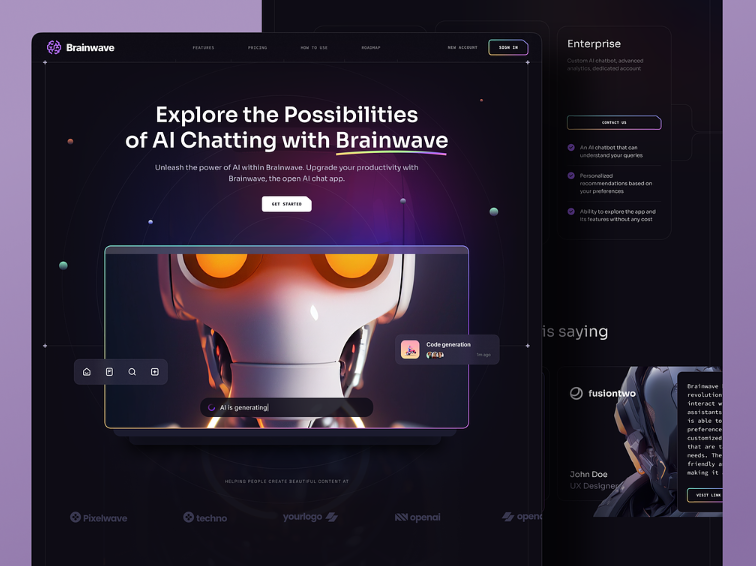 Brainwave
FEATURES
PRICING
HOW TO USE
ROADMAP
NEW ACCOUNT
SIGN IN
Explore the Possibilities
of AI Chatting with Brainwave
Unleash the power of AI within Brainwave. Upgrade your productivity with
Brainwave, the open AI chat app.
GET STARTED
Code generation
1m ago
AI is generating
HELPING PEOPLE CREATE BEAUTIFUL CONTENT AT
Pixelwave
techno
yourlogo
openai
openai
Enterprise
Custom AI chatbot, advanced
analytics, dedicated account
CONTACT US
An AI chatbot that can
understand your queries
Personalized
recommendations based on
your preferences
Ability to explore the app and
its features without any cost
is saying
fusiontwo
John Doe
UX Designer
Brainwave
revolution
interact w
assistants
is able to
preference
customized
that are t
needs. The
friendly a
making it
VISIT LINK